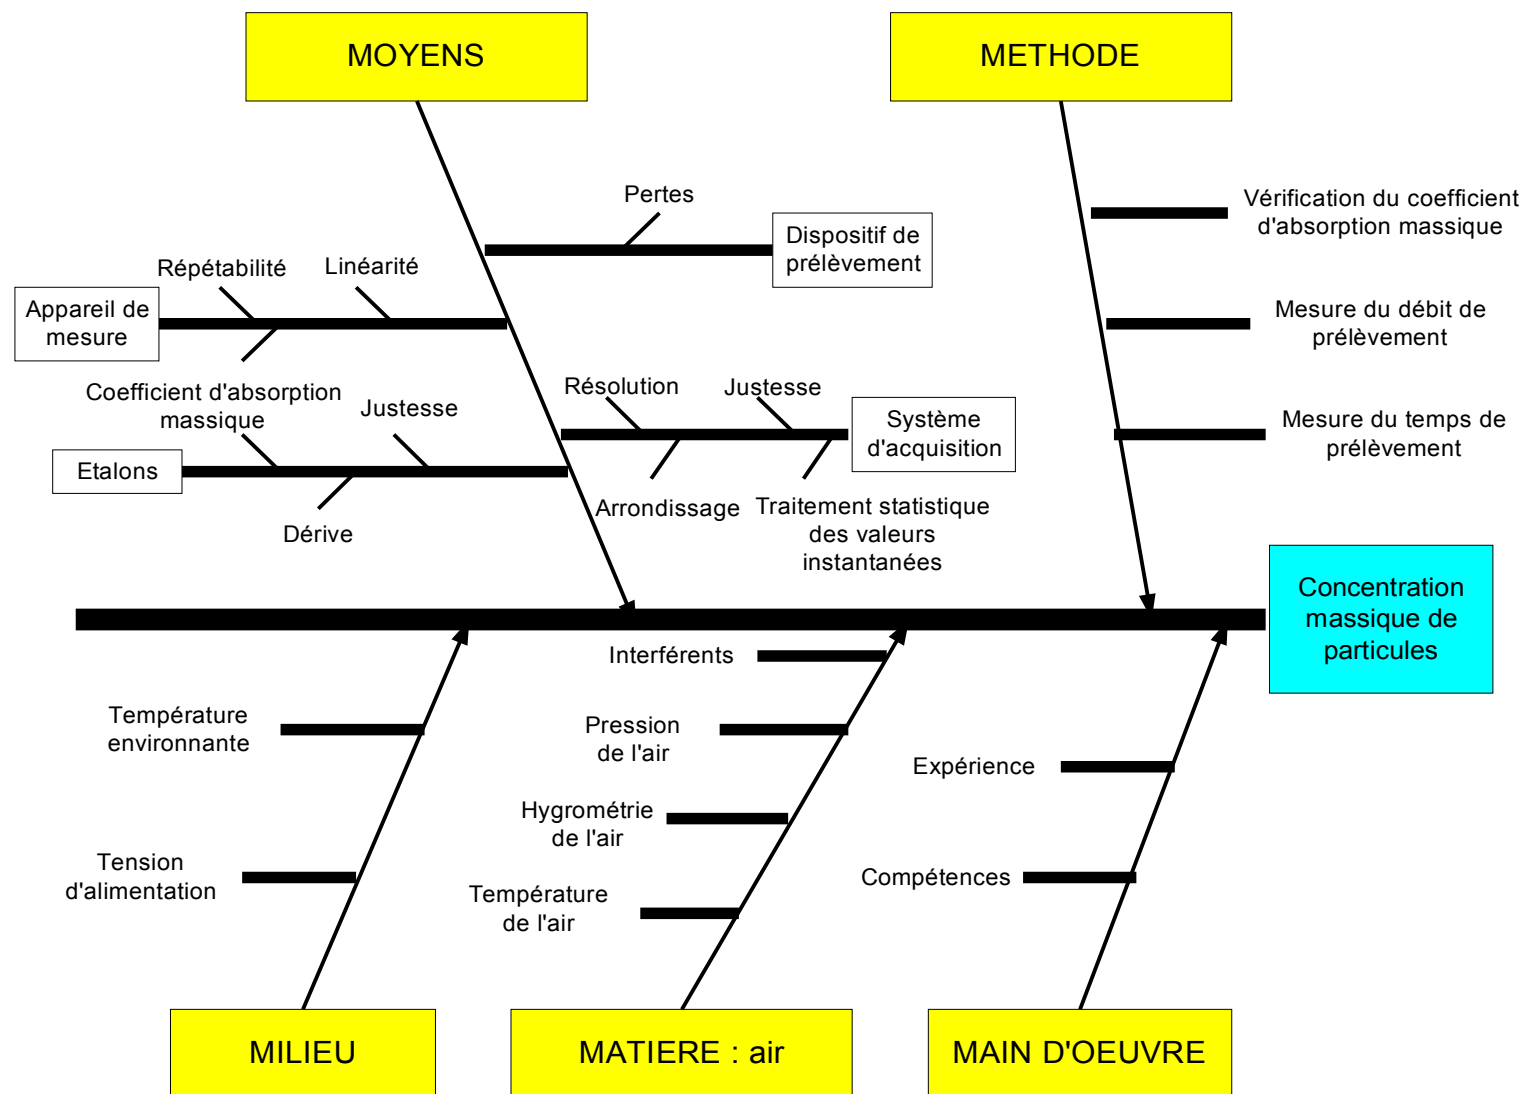 MOYENS
METHODE
Pertes
Vérification du coefficient
d'absorption massique
Dispositif de
prélèvement
Répétabilité
Linéarité
Appareil de
mesure
Mesure du débit de
prélèvement
Coefficient d'absorption
massique
Justesse
Résolution
Justesse
Système
d'acquisition
Mesure du temps de
prélèvement
Etalons
Dérive
Arrondissage
Traitement statistique
des valeurs
instantanées
Concentration
massique de
particules
Interférents
Température
environnante
Pression
de l'air
Expérience
Hygrométrie
de l'air
Tension
d'alimentation
Température
de l'air
Compétences
MILIEU
MATIERE : air
MAIN D'OEUVRE